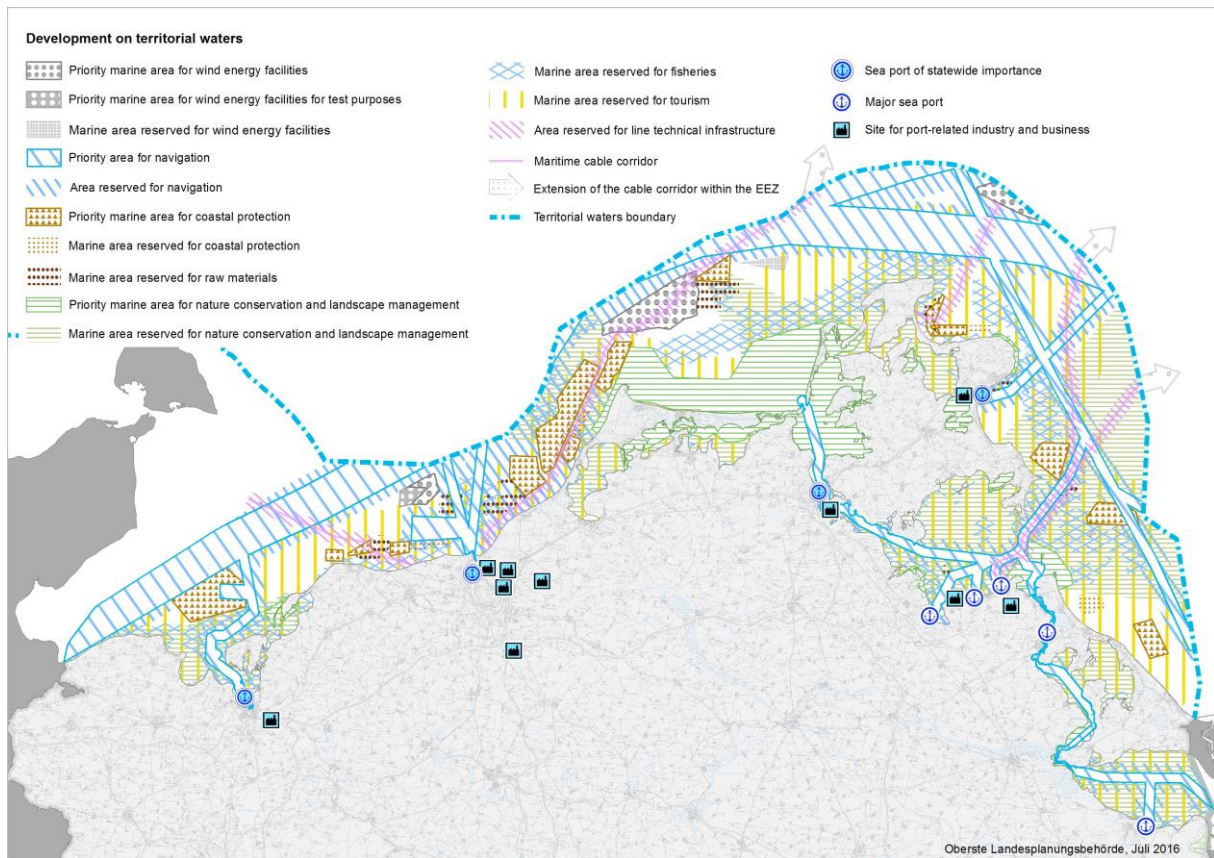 Development on territorial waters
Priority marine area for wind energy facilities
Priority marine area for wind energy facilities for test purposes
Marine area reserved for wind energy facilities
Priority area for navigation
Area reserved for navigation
Priority marine area for coastal protection
Marine area reserved for coastal protection
Marine area reserved for raw materials
Priority marine area for nature conservation and landscape management
Marine area reserved for nature conservation and landscape management
Marine area reserved for fisheries
Marine area reserved for tourism
Area reserved for line technical infrastructure
Maritime cable corridor
Extension of the cable corridor within the EEZ
Territorial waters boundary
Sea port of statewide importance
Major sea port
Site for port-related industry and business
Oberste Landesplanungsbehörde, Juli 2016